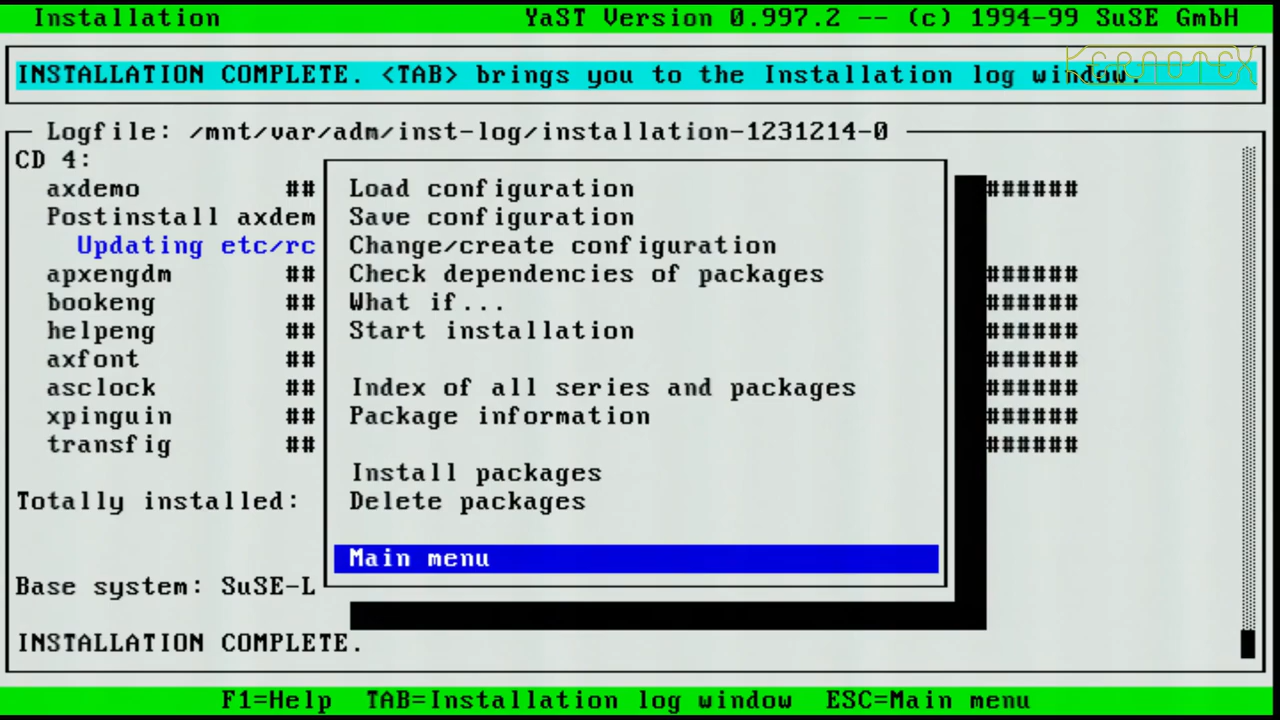 Installation YaST Version 0.997.2 -- (c) 1994-99 SuSE GmbH
KERNOTEX
INSTALLATION COMPLETE. <TAB> brings you to the Installation log window.
Logfile: /mnt/var/adm/inst-log/installation-1231214-0
CD 4:
axdemo ## ######
Postinstall axdem
Updating etc/rc
apxengdm ## ######
bookeng ## ######
helpeng ## ######
axfont ## ######
asclock ## ######
xpinguin ## ######
transfig ## ######
Totally installed:
Base system: SuSE-L
INSTALLATION COMPLETE.
Load configuration
Save configuration
Change/create configuration
Check dependencies of packages
What if...
Start installation
Index of all series and packages
Package information
Install packages
Delete packages
Main menu
F1=Help TAB=Installation log window ESC=Main menu